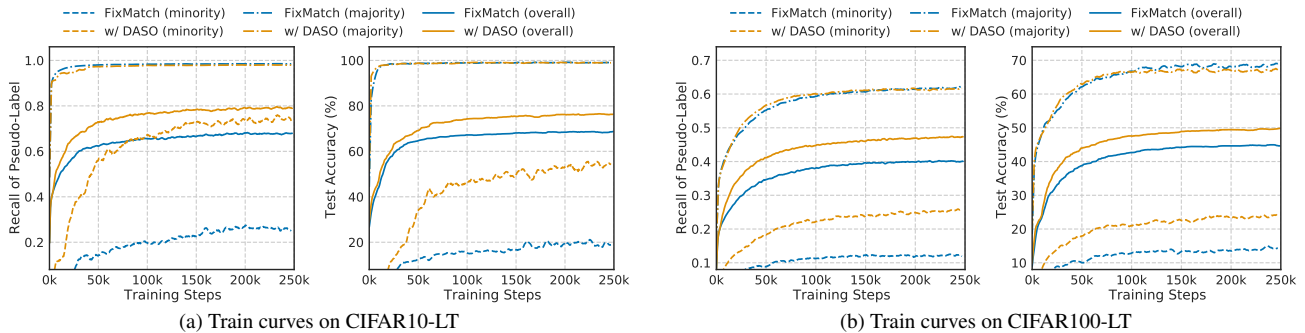 FixMatch (minority) FixMatch (majority) FixMatch (overall)
w/ DASO (minority) w/ DASO (majority) w/ DASO (overall)
Recall of Pseudo-Label
1.0
0.8
0.6
0.4
0.2
0k 50k 100k 150k 200k 250k
Training Steps
Test Accuracy (%)
100
80
60
40
20
0k 50k 100k 150k 200k 250k
Training Steps
(a) Train curves on CIFAR10-LT
FixMatch (minority) FixMatch (majority) FixMatch (overall)
w/ DASO (minority) w/ DASO (majority) w/ DASO (overall)
Recall of Pseudo-Label
0.7
0.6
0.5
0.4
0.3
0.2
0.1
0k 50k 100k 150k 200k 250k
Training Steps
Test Accuracy (%)
70
60
50
40
30
20
10
0k 50k 100k 150k 200k 250k
Training Steps
(b) Train curves on CIFAR100-LT